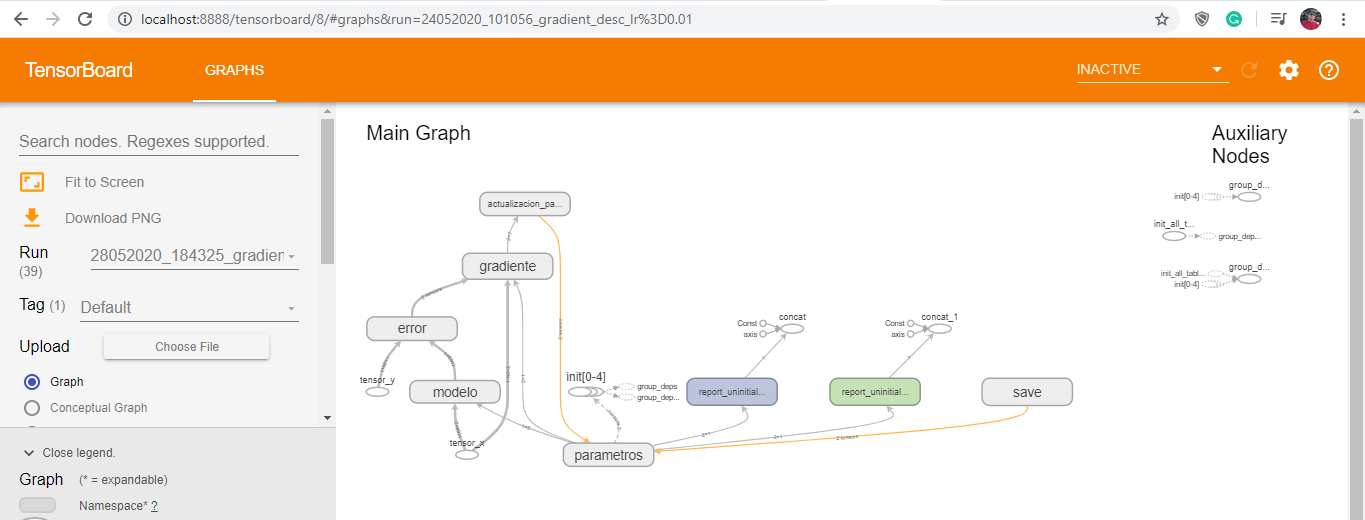 localhost:8888/tensorboard/8/#graphs&run=24052020_101056_gradient_desc_lr%3D0.01
TensorBoard
GRAPHS
INACTIVE
Search nodes. Regexes supported.
Fit to Screen
Download PNG
Run
(39)
28052020_184325_gradien
Tag (1)
Default
Upload
Choose File
Graph
Conceptual Graph
Close legend.
Graph
(* = expandable)
Namespace* ?
Main Graph
actualizacion_pa...
gradiente
error
tensor_y
modelo
tensor_x
init[0-4]
group_deps
group_dep...
parametros
concat
Const
axis
report_uninitial...
concat_1
Const
axis
report_uninitial...
save
2 tensors
Auxiliary
Nodes
group_d...
init[0-4]
init_all_t...
group_dep...
init_all_tabl...
init[0-4]
group_d...